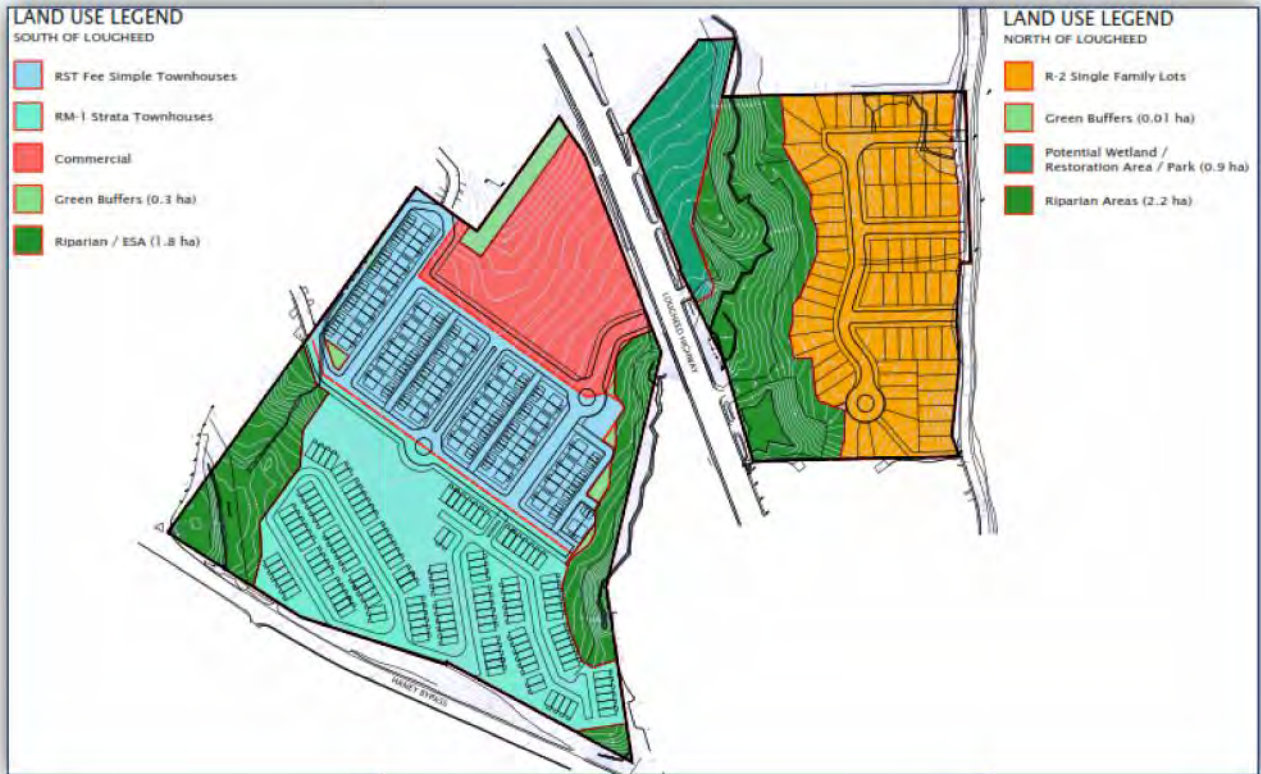 LAND USE LEGEND
SOUTH OF LOUGHEED
RST Fee Simple Townhouses
RM-1 Strata Townhouses
Commercial
Green Buffers (0.3 ha)
Riparian / ESA (1.8 ha)
LAND USE LEGEND
NORTH OF LOUGHEED
R-2 Single Family Lots
Green Buffers (0.01 ha)
Potential Wetland /
Restoration Area / Park (0.9 ha)
Riparian Areas (2.2 ha)
LOUGHEED HIGHWAY
HANEY BYPASS